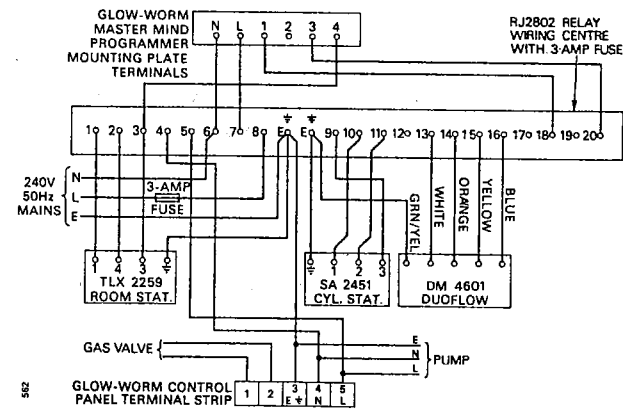 GLOW-WORM
MASTER MIND
PROGRAMMER
MOUNTING PLATE
TERMINALS
N L 1 2 3 4
RJ2802 RELAY
WIRING CENTRE
WITH 3-AMP FUSE
1 2 3 4 5 6 7 8 E E 9 10 11 12 13 14 15 16 17 18 19 20
240V
50Hz
MAINS
N
L
E
3-AMP
FUSE
GRN/YEL
WHITE
ORANGE
YELLOW
BLUE
1 4 3
TLX 2259
ROOM STAT.
1 2 3
SA 2451
CYL. STAT.
DM 4601
DUOFLOW
GAS VALVE
E
N
L
PUMP
GLOW-WORM CONTROL
PANEL TERMINAL STRIP
1 2 3 4 5
E N L
562